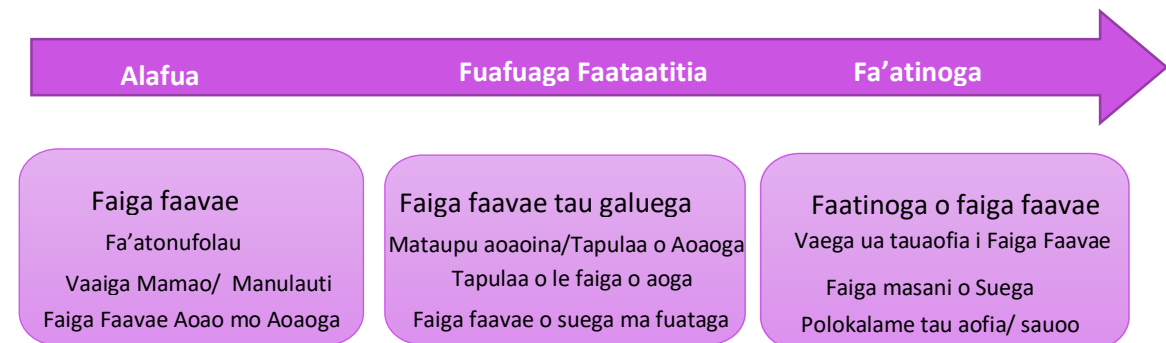 Alafua
Fuafuaga Faataatitia
Fa’atinoga
Faiga faavae
Fa’atonufolau
Vaaiga Mamao/ Manulauti
Faiga Faavae Aoao mo Aoaoga
Faiga faavae tau galuega
Mataupu aoaoina/Tapulaa o Aoaoga
Tapulaa o le faiga o aoga
Faiga faavae o suega ma fuataga
Faatinoga o faiga faavae
Vaega ua tauaofia i Faiga Faavae
Faiga masani o Suega
Polokalame tau aofia/ sauoo